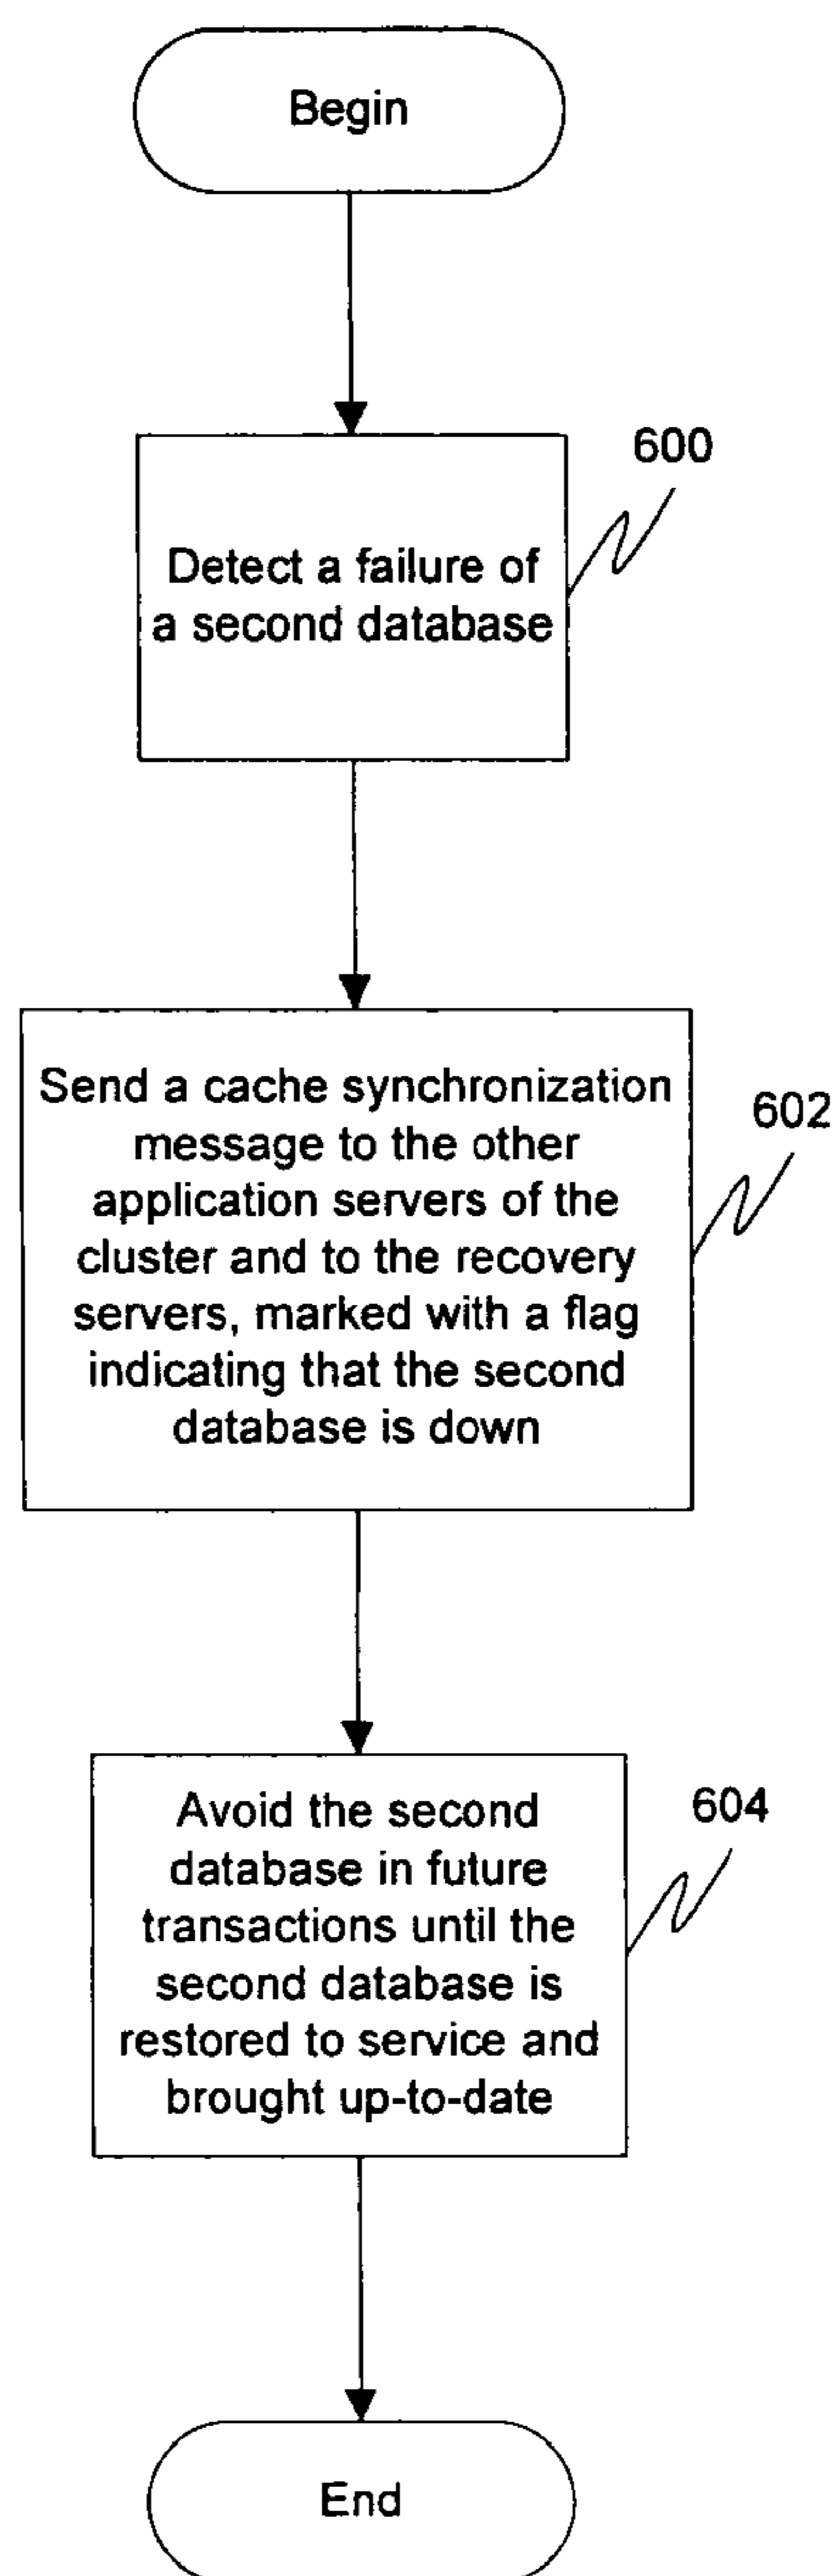 Begin
600
Detect a failure of
a second database
602
Send a cache synchronization
message to the other
application servers of the
cluster and to the recovery
servers, marked with a flag
indicating that the second
database is down
604
Avoid the second
database in future
transactions until the
second database is
restored to service and
brought up-to-date
End